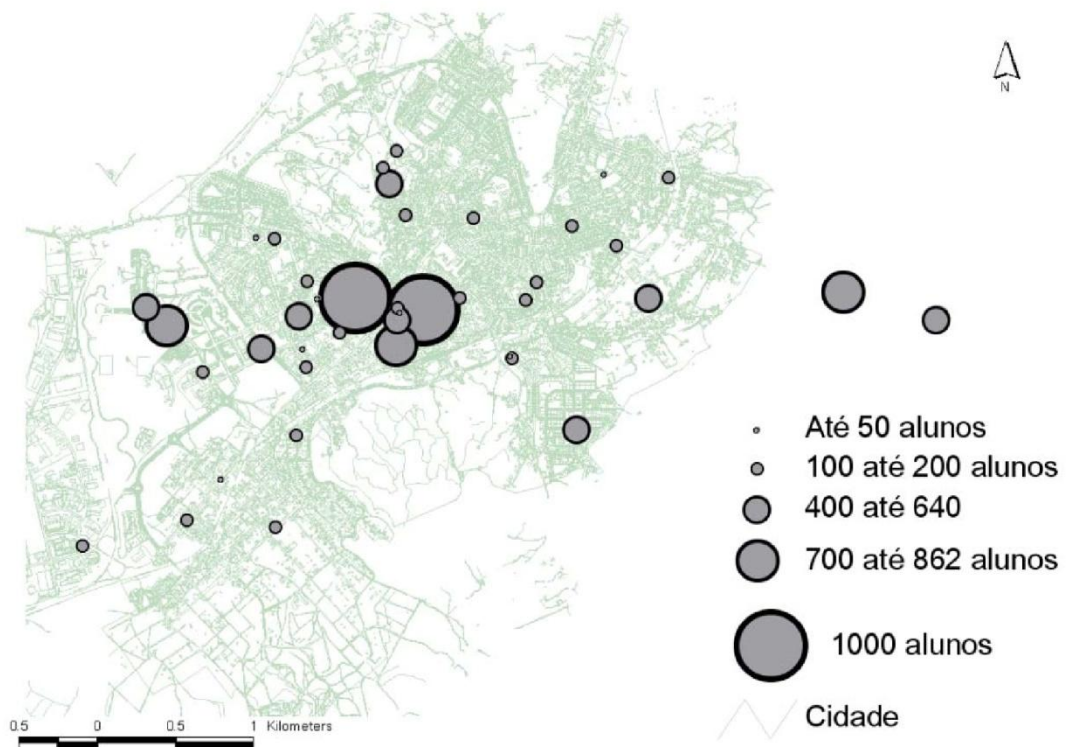 N
Até 50 alunos
100 até 200 alunos
400 até 640
700 até 862 alunos
1000 alunos
Cidade
0.5 0 0.5 1 Kilometers